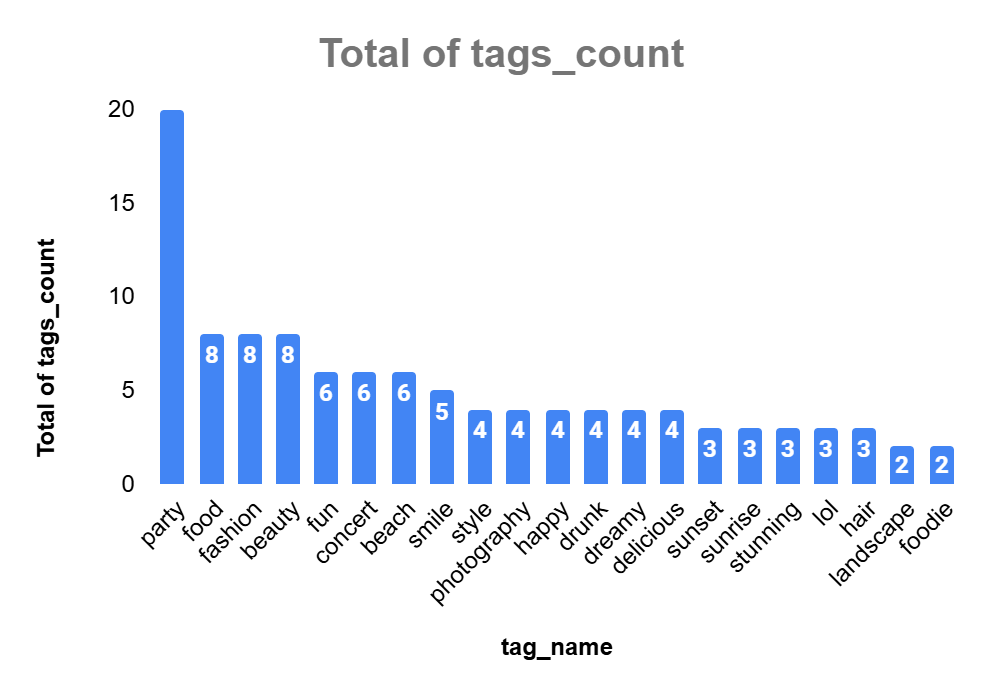 Total of tags_count
Total of tags_count
20
15
10
5
0
8
8
8
6
6
6
5
4
4
4
4
4
4
3
3
3
3
3
2
2
party
food
fashion
beauty
fun
concert
beach
smile
style
photography
happy
drunk
dreamy
delicious
sunset
sunrise
stunning
lol
hair
landscape
foodie
tag_name